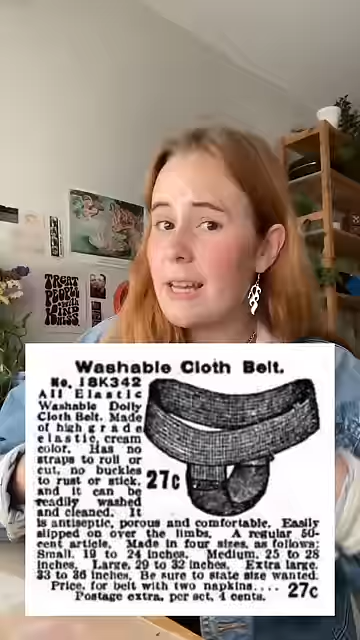 TREAT
PEOPLE
WITH
KIND
NESS
Washable Cloth Belt.
No. 18K342
All Elastic
Washable Doily
Cloth Belt. Made
of high grade
elastic, cream
color. Has no
straps to roll or
cut, no buckles
to rust or stick,
and it can be
readily washed
and cleaned. It
is antiseptic, porous and comfortable. Easily
slipped on over the limbs. A regular 50-
cent article. Made in four sizes, as follows:
Small, 19 to 24 inches. Medium, 25 to 28
inches. Large, 29 to 32 inches. Extra large,
33 to 36 inches. Be sure to state size wanted.
Price, for belt with two napkins.... 27c
Postage extra, per set, 4 cents.
27c